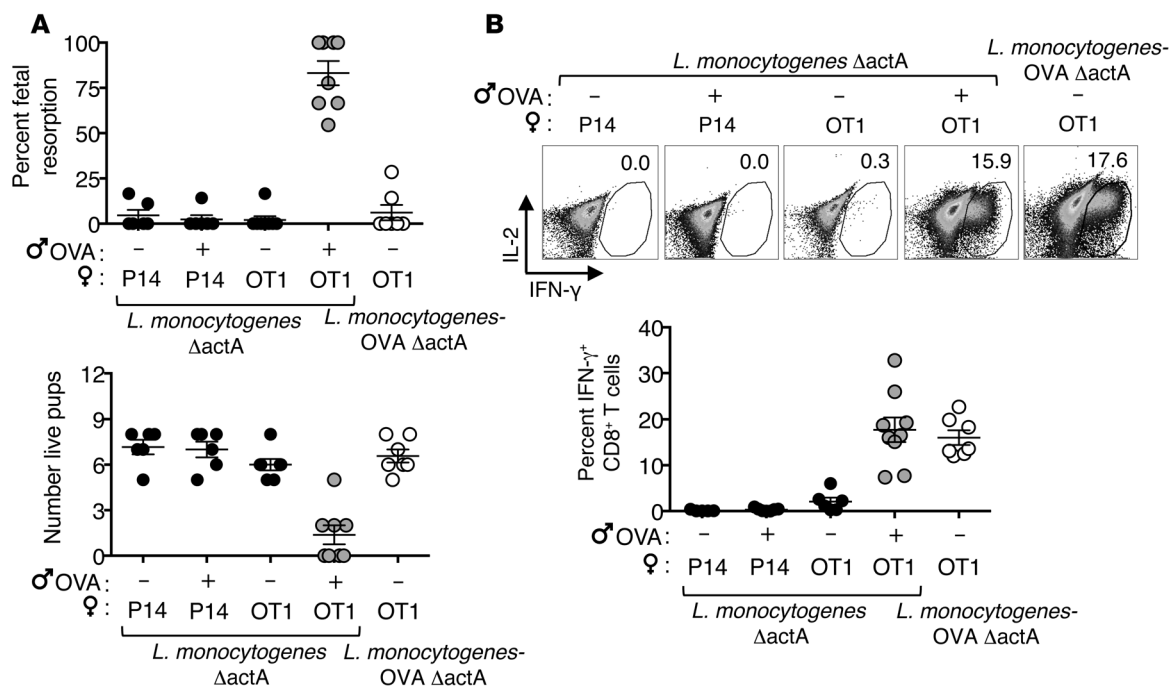 A
Percent fetal
resorption
100
75
50
25
0
♂OVA : – + – + –
♀ : P14 P14 OT1 OT1 OT1
L. monocytogenes
ΔactA
L. monocytogenes-
OVA ΔactA
Number live pups
12
9
6
3
0
♂OVA : – + – + –
♀ : P14 P14 OT1 OT1 OT1
L. monocytogenes
ΔactA
L. monocytogenes-
OVA ΔactA
B
L. monocytogenes ΔactA
L. monocytogenes-
OVA ΔactA
♂OVA : – + – + –
♀ : P14 P14 OT1 OT1 OT1
0.0 0.0 0.3 15.9 17.6
IL-2
IFN-γ
Percent IFN-γ⁺
CD8⁺ T cells
40
30
20
10
0
♂OVA : – + – + –
♀ : P14 P14 OT1 OT1 OT1
L. monocytogenes
ΔactA
L. monocytogenes-
OVA ΔactA